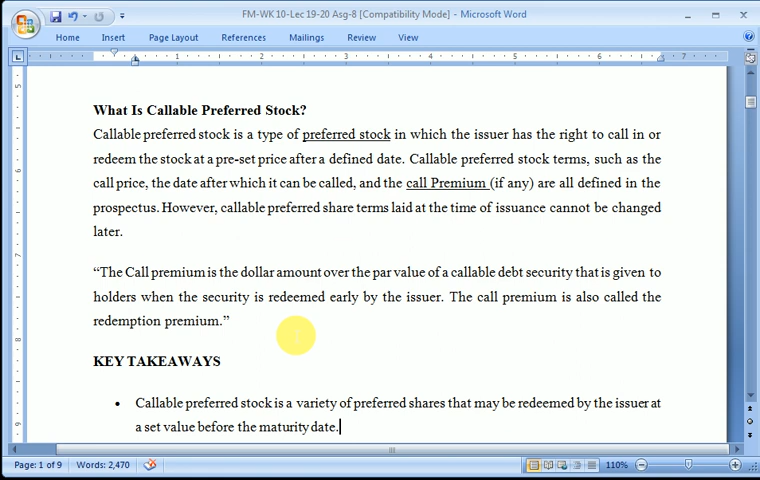 FM-WK 10-Lec 19-20 Asg-8 [Compatibility Mode] - Microsoft Word
Home Insert Page Layout References Mailings Review View
1 2 3 4 5 6 7
What Is Callable Preferred Stock?
Callable preferred stock is a type of preferred stock in which the issuer has the right to call in or
redeem the stock at a pre-set price after a defined date. Callable preferred stock terms, such as the
call price, the date after which it can be called, and the call Premium (if any) are all defined in the
prospectus. However, callable preferred share terms laid at the time of issuance cannot be changed
later.
“The Call premium is the dollar amount over the par value of a callable debt security that is given to
holders when the security is redeemed early by the issuer. The call premium is also called the
redemption premium.”
KEY TAKEAWAYS
• Callable preferred stock is a variety of preferred shares that may be redeemed by the issuer at
a set value before the maturity date.
Page: 1 of 9 Words: 2,470 110%